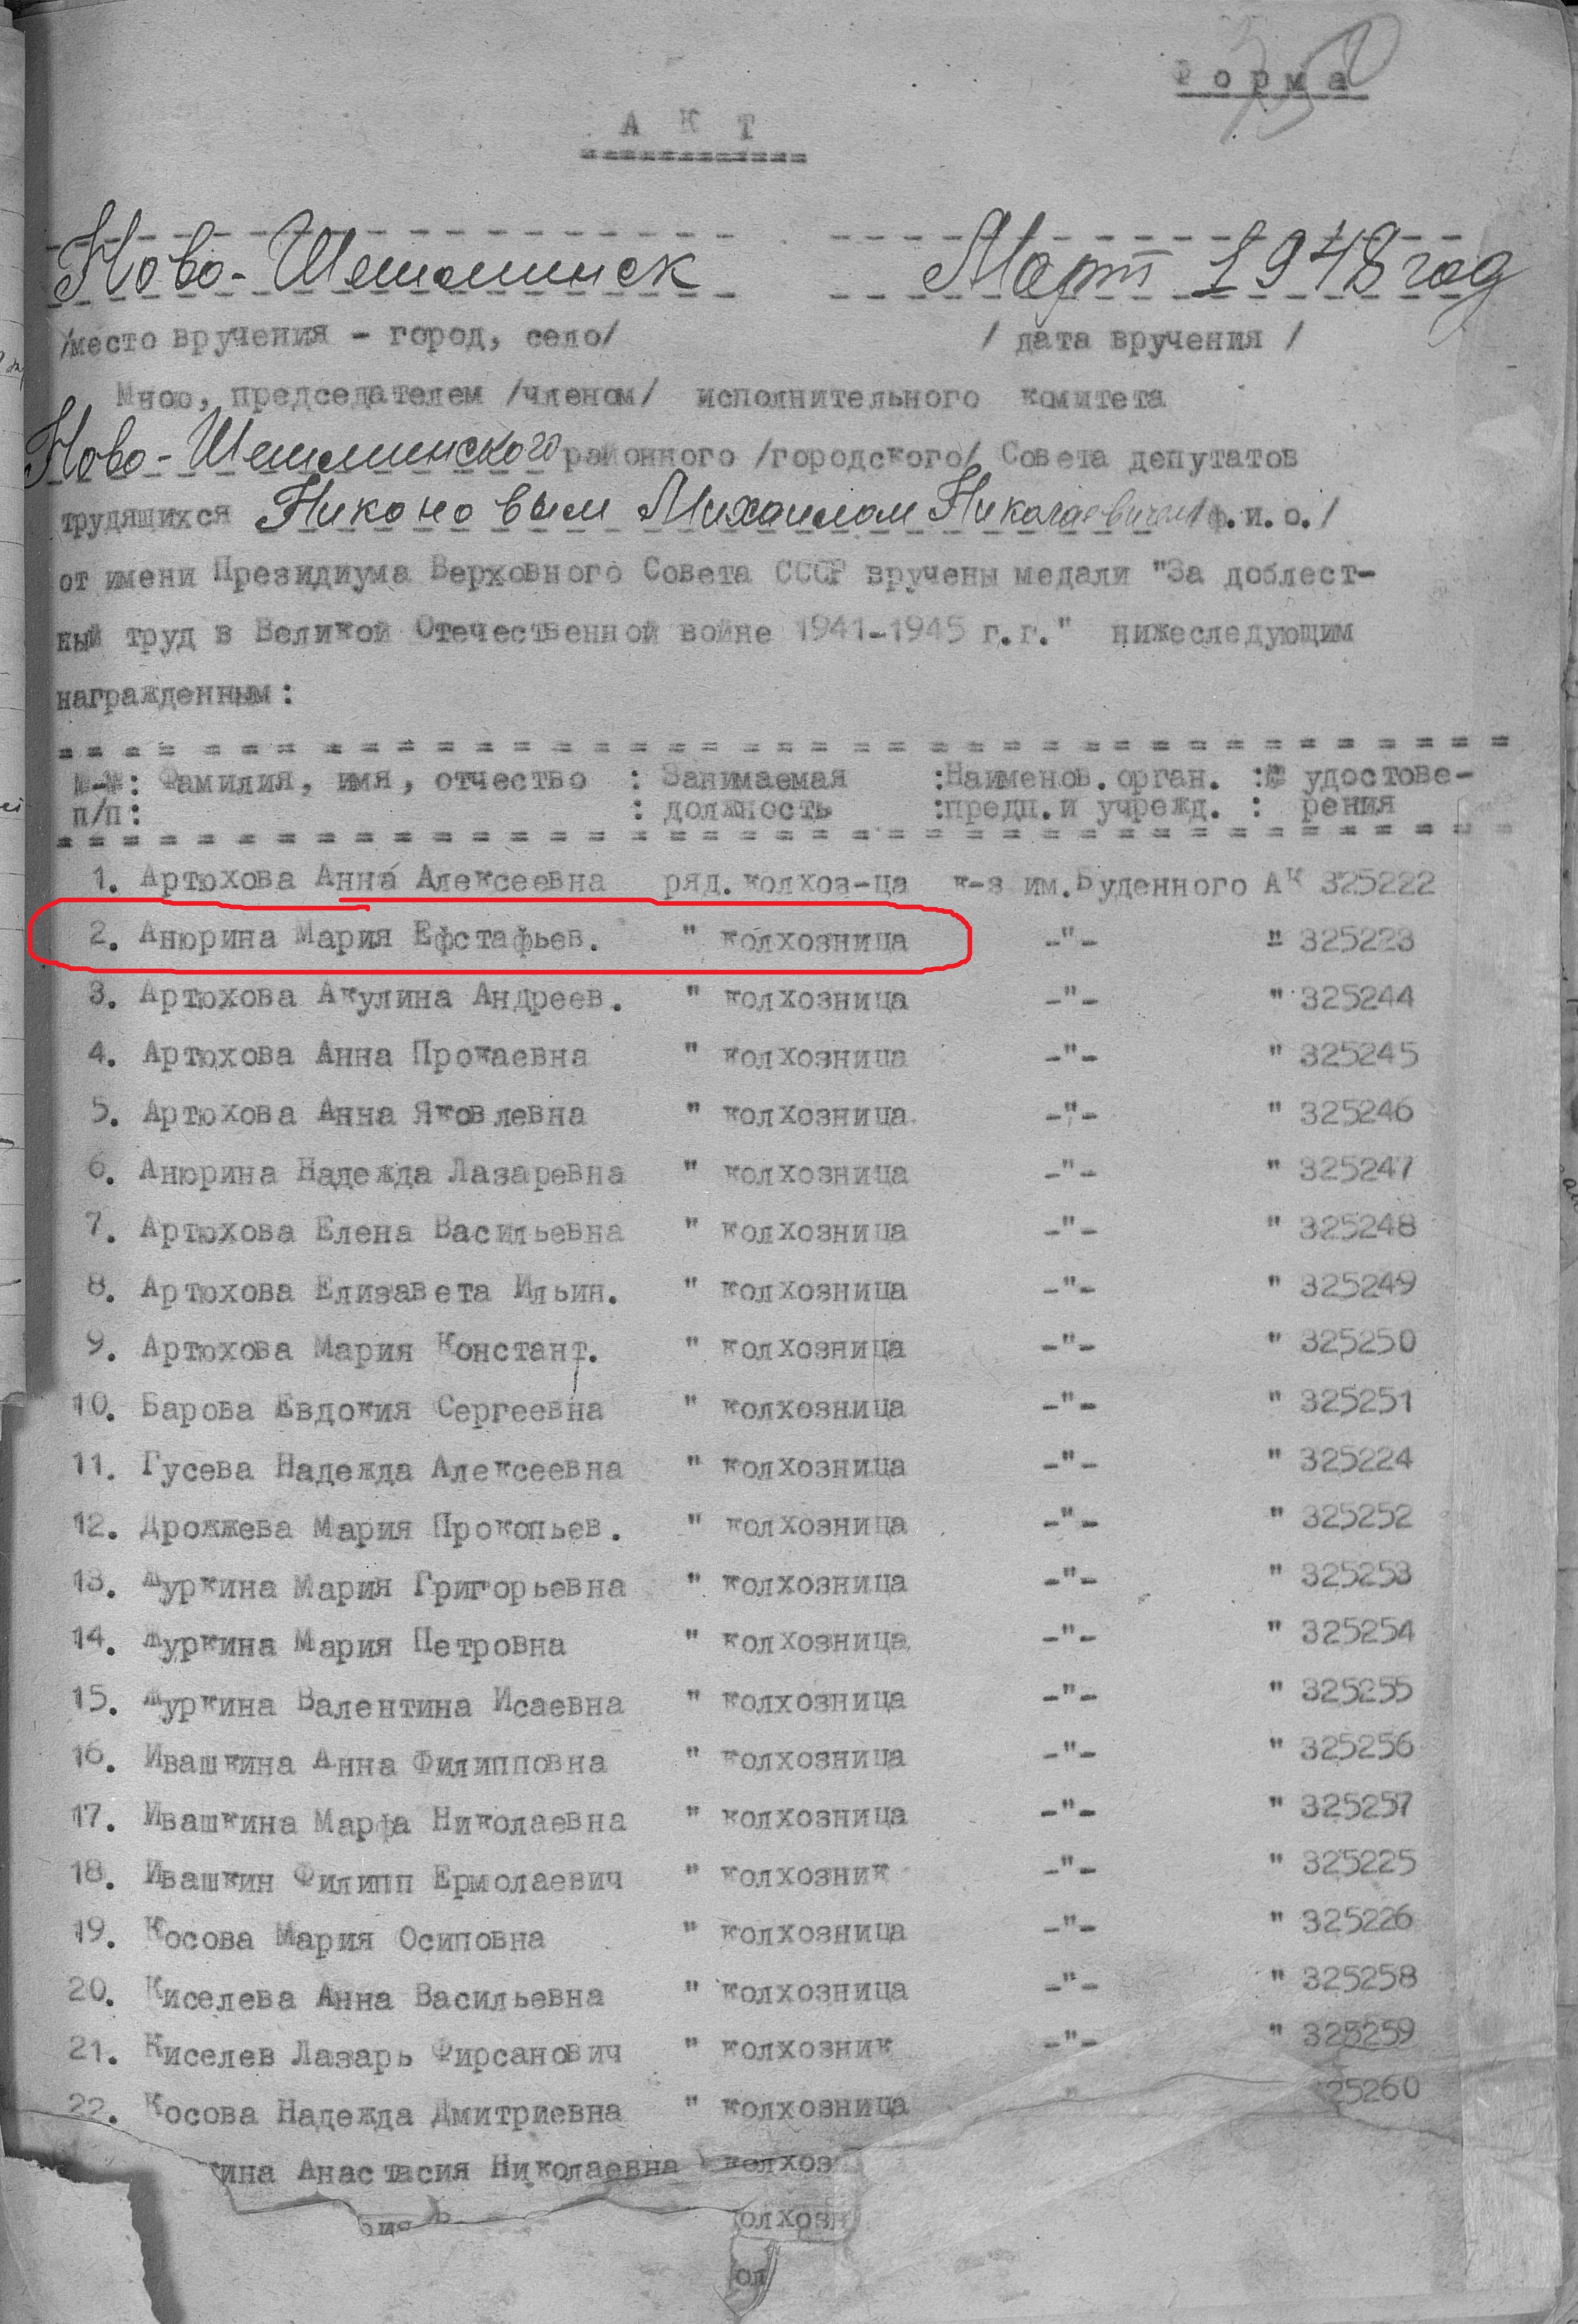 Форма
А К Т
Ново-Шешминск Март 1948 год
/место вручения - город, село/ / дата вручения /
Мною, председателем /членом/ исполнительного комитета
Ново-Шешминского районного /городского/ Совета депутатов
трудящихся Никоновым Михаилом Николаевичем /ф.и.о./
от имени Президиума Верховного Совета СССР вручены медали "За доблест-
ный труд в Великой Отечественной войне 1941-1945 г.г." нижеследующим
награжденным:
№-№: Фамилия, имя, отчество : Занимаемая :Наименов.орган. :№ удостове-
п/п: : должность :предп.и учрежд. : рения
1. Артюхова Анна Алексеевна ряд.колхоз-ца к-з им.Буденного АК 325222
2. Анюрина Мария Ефстафьев. " колхозница -"- " 325223
3. Артюхова Акулина Андреев. " колхозница -"- " 325244
4. Артюхова Анна Прокаевна " колхозница -"- " 325245
5. Артюхова Анна Яковлевна " колхозница -"- " 325246
6. Анюрина Надежда Лазаревна " колхозница -"- " 325247
7. Артюхова Елена Васильевна " колхозница -"- " 325248
8. Артюхова Елизавета Ильин. " колхозница -"- " 325249
9. Артюхова Мария Констант. " колхозница -"- " 325250
10. Барова Евдокия Сергеевна " колхозница -"- " 325251
11. Гусева Надежда Алексеевна " колхозница -"- " 325224
12. Дрожжева Мария Прокопьев. " колхозница -"- " 325252
13. Журкина Мария Григорьевна " колхозница -"- " 325253
14. Журкина Мария Петровна " колхозница -"- " 325254
15. Журкина Валентина Исаевна " колхозница -"- " 325255
16. Ивашкина Анна Филипповна " колхозница -"- " 325256
17. Ивашкина Марфа Николаевна " колхозница -"- " 325257
18. Ивашкин Филипп Ермолаевич " колхозник -"- " 325225
19. Косова Мария Осиповна " колхозница -"- " 325226
20. Киселева Анна Васильевна " колхозница -"- " 325258
21. Киселев Лазарь Фирсанович " колхозник -"- " 325259
22. Косова Надежда Дмитриевна " колхозница " 25260
кина Анастасия Николаевна " колхоз
олхозн
ол